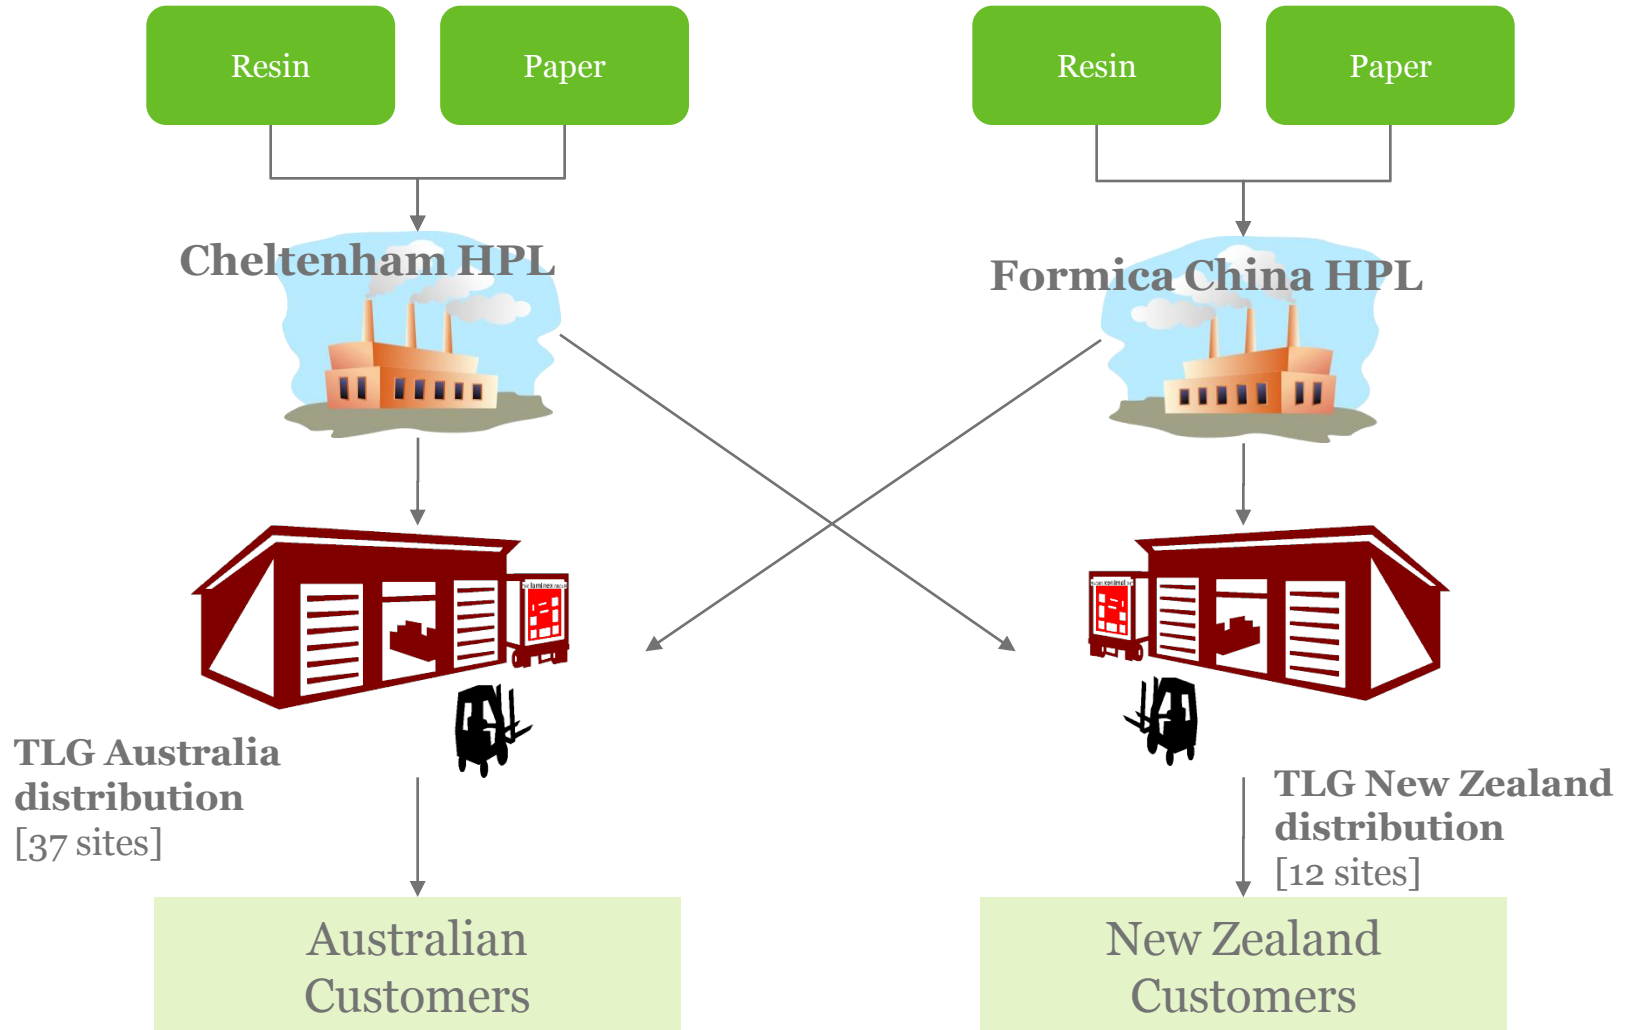 Resin
Paper
Resin
Paper
Cheltenham HPL
Formica China HPL
TLG Australia
distribution
[37 sites]
TLG New Zealand
distribution
[12 sites]
Australian
Customers
New Zealand
Customers